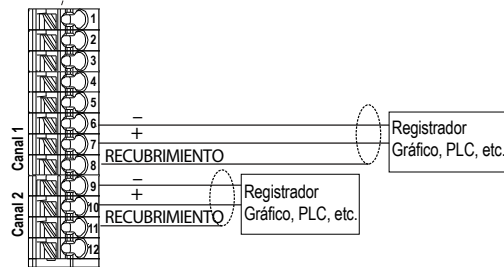 1
2
3
4
5
6
7
8
9
10
11
12
Canal 1
Canal 2
–
+
RECUBRIMIENTO
Registrador
Gráfico, PLC, etc.
–
+
RECUBRIMIENTO
Registrador
Gráfico, PLC, etc.